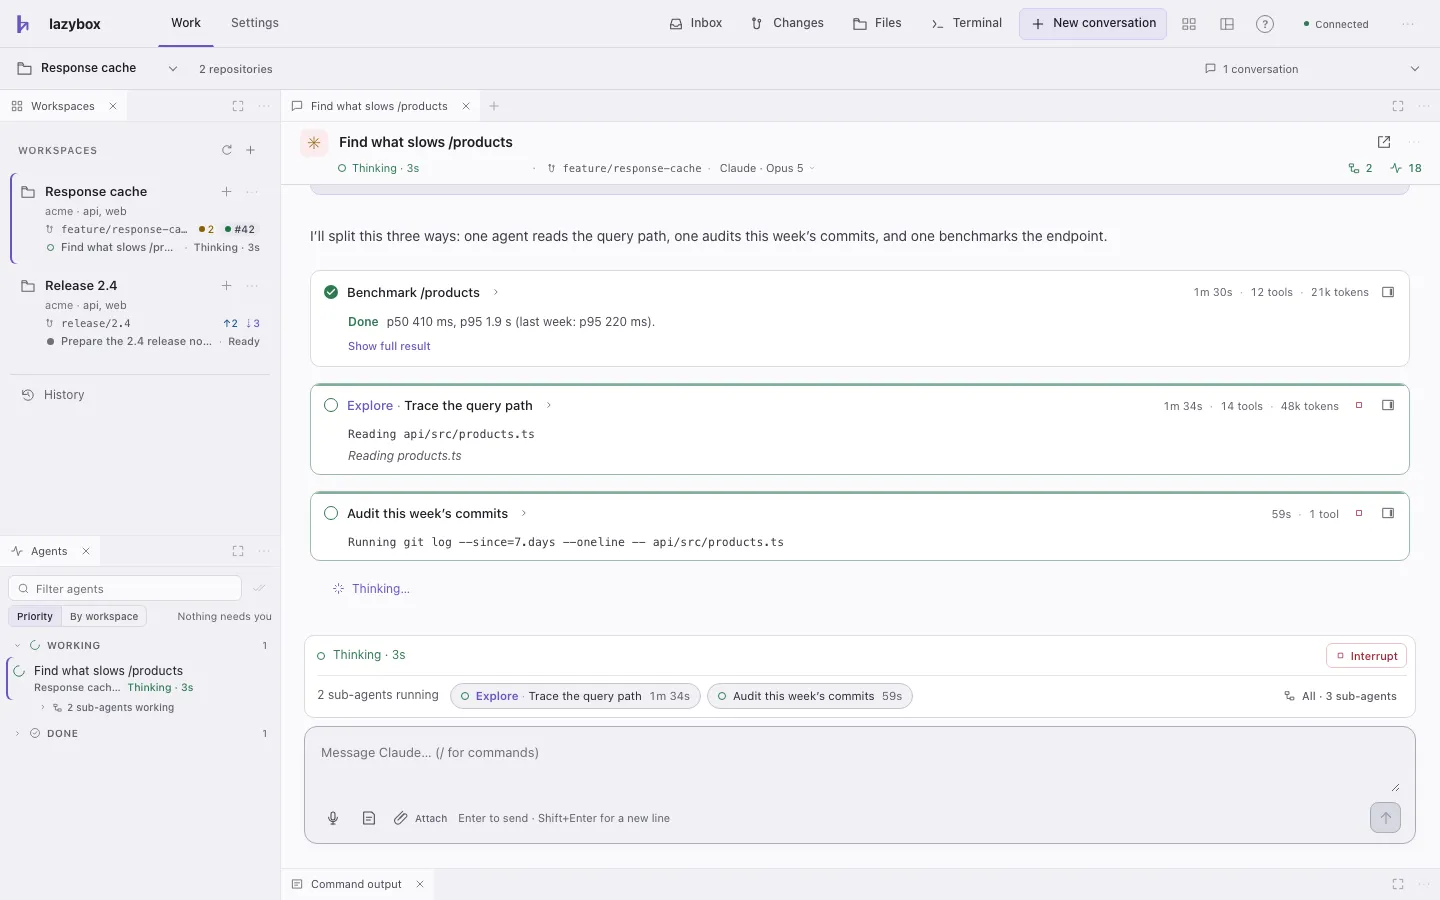 lazybox
Work
Settings
Inbox
Changes
Files
Terminal
New conversation
Connected
Response cache
2 repositories
1 conversation
Workspaces
Find what slows /products
WORKSPACES
Response cache
acme · api, web
feature/response-ca… 2 #42
Find what slows /pr… · Thinking · 3s
Release 2.4
acme · api, web
release/2.4 ↑2 ↓3
Prepare the 2.4 release no… · Ready
History
Find what slows /products
Thinking · 3s · feature/response-cache · Claude · Opus 5
2 18
I’ll split this three ways: one agent reads the query path, one audits this week’s commits, and one benchmarks the endpoint.
Benchmark /products
1m 30s · 12 tools · 21k tokens
Done p50 410 ms, p95 1.9 s (last week: p95 220 ms).
Show full result
Explore · Trace the query path
1m 34s · 14 tools · 48k tokens
Reading api/src/products.ts
Reading products.ts
Audit this week’s commits
59s · 1 tool
Running git log --since=7.days --oneline -- api/src/products.ts
Thinking…
Thinking · 3s
Interrupt
2 sub-agents running
Explore · Trace the query path 1m 34s
Audit this week’s commits 59s
All · 3 sub-agents
Message Claude… (/ for commands)
Attach
Enter to send · Shift+Enter for a new line
Agents
Filter agents
Priority
By workspace
Nothing needs you
WORKING 1
Find what slows /products
Response cach… Thinking · 3s
2 sub-agents working
DONE 1
Command output